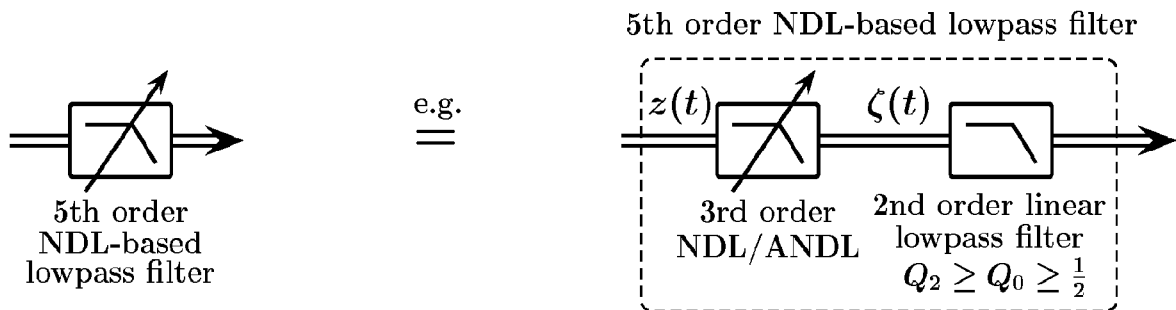 5th order NDL-based lowpass filter
z(t)
ζ(t)
e.g.
=
5th order
NDL-based
lowpass filter
3rd order
NDL/ANDL
2nd order linear
lowpass filter
Q₂ ≥ Q₀ ≥ ½